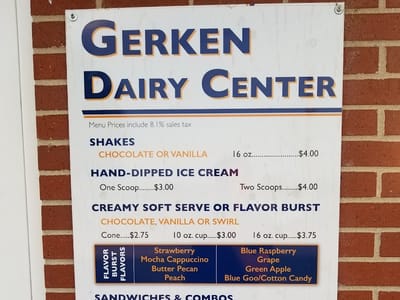 GERKEN
DAIRY CENTER
Menu Prices include 8.1% sales tax
SHAKES
CHOCOLATE OR VANILLA 16 oz.....................$4.00
HAND-DIPPED ICE CREAM
One Scoop.......$3.00 Two Scoops.......$4.00
CREAMY SOFT SERVE OR FLAVOR BURST
CHOCOLATE, VANILLA OR SWIRL
Cone....$2.75 10 oz. cup....$3.00 16 oz. cup....$3.75
FLAVOR BURST FLAVORS
Strawberry
Mocha Cappuccino
Butter Pecan
Peach
Blue Raspberry
Grape
Green Apple
Blue Goo/Cotton Candy
SANDWICHES & COMBOS